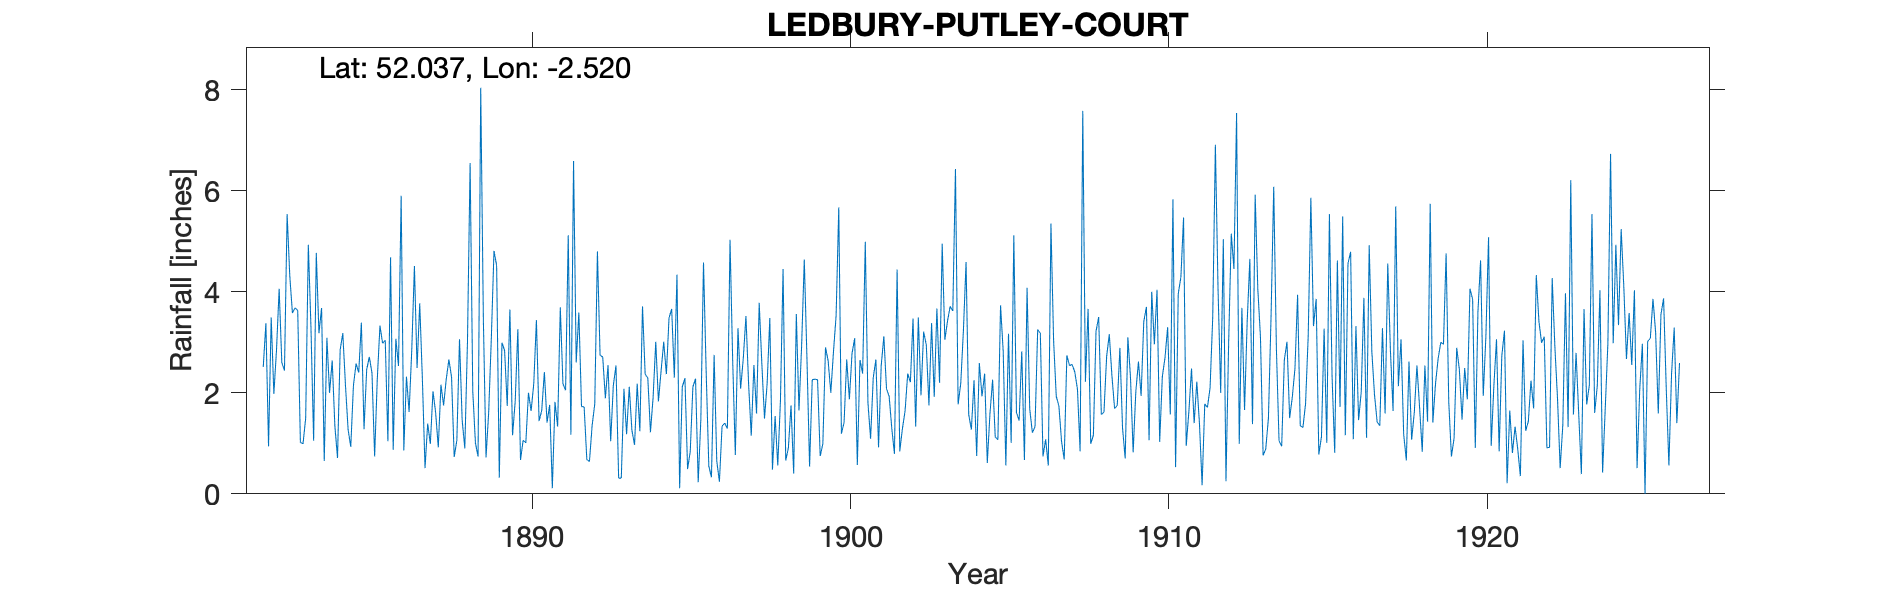 LEDBURY-PUTLEY-COURT
Lat: 52.037, Lon: -2.520
Rainfall [inches]
8
6
4
2
0
1890 1900 1910 1920
Year